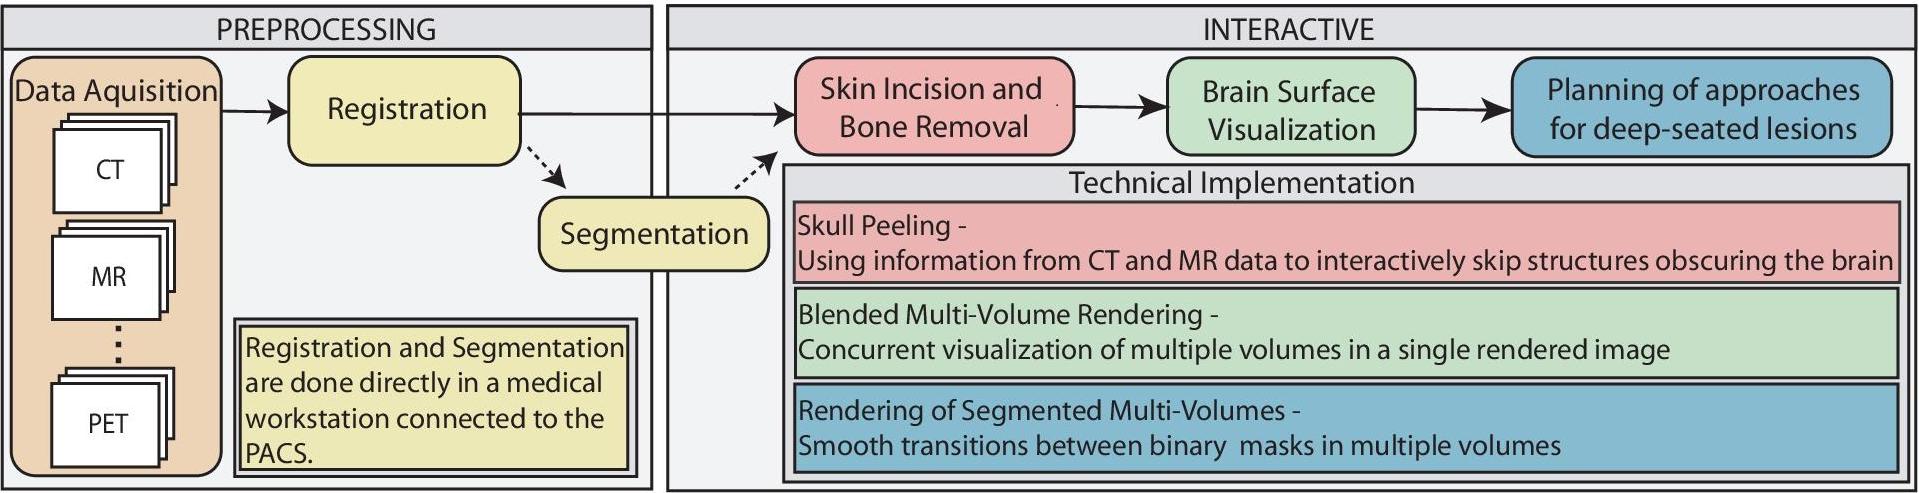 PREPROCESSING
Data Aquisition
CT
MR
PET
Registration
Segmentation
Registration and Segmentation
are done directly in a medical
workstation connected to the
PACS.
INTERACTIVE
Skin Incision and
Bone Removal
Brain Surface
Visualization
Planning of approaches
for deep-seated lesions
Technical Implementation
Skull Peeling -
Using information from CT and MR data to interactively skip structures obscuring the brain
Blended Multi-Volume Rendering -
Concurrent visualization of multiple volumes in a single rendered image
Rendering of Segmented Multi-Volumes -
Smooth transitions between binary masks in multiple volumes